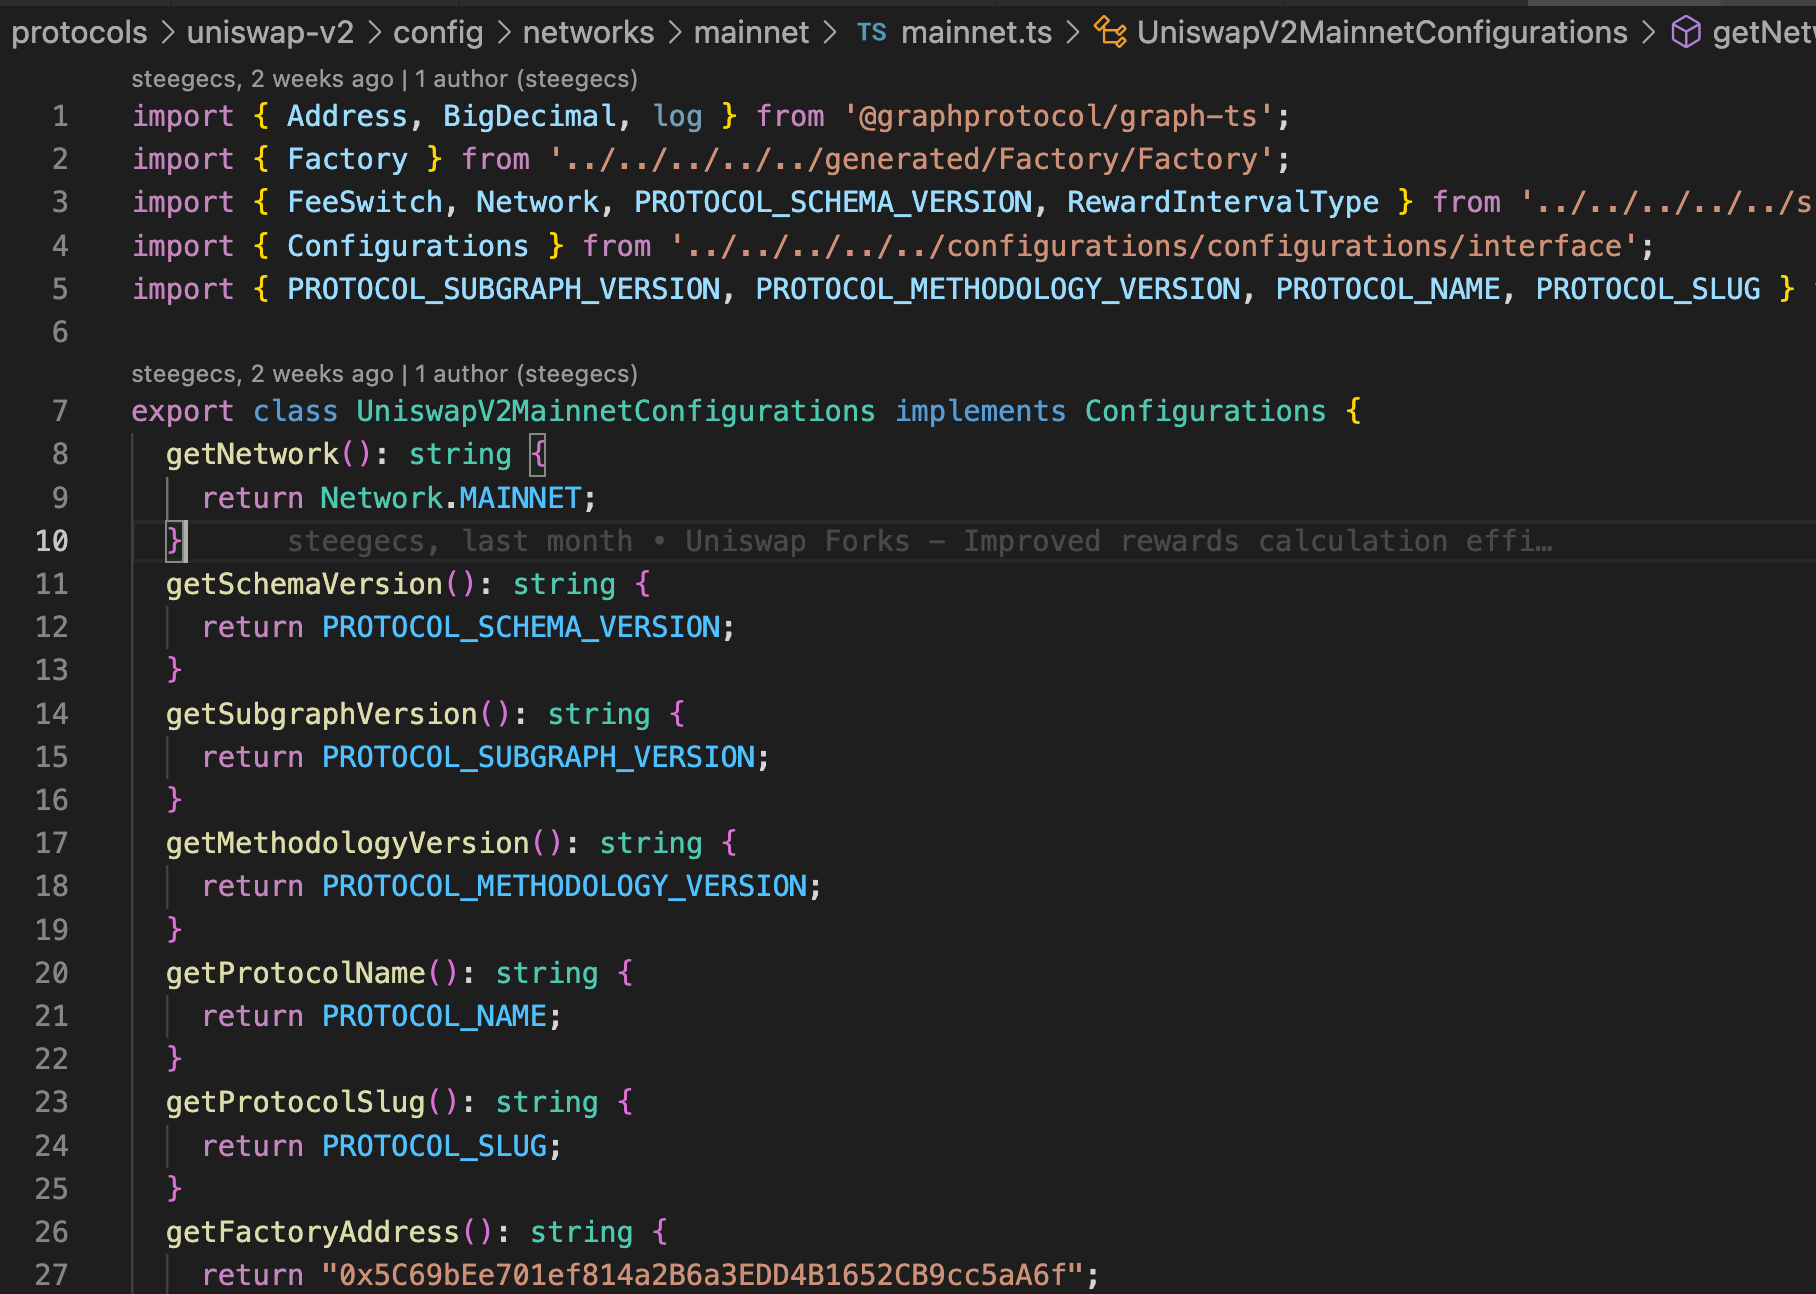 protocols > uniswap-v2 > config > networks > mainnet > TS mainnet.ts > UniswapV2MainnetConfigurations > getNetw
steegecs, 2 weeks ago | 1 author (steegecs)
1 import { Address, BigDecimal, log } from '@graphprotocol/graph-ts';
2 import { Factory } from '../../../../../generated/Factory/Factory';
3 import { FeeSwitch, Network, PROTOCOL_SCHEMA_VERSION, RewardIntervalType } from '../../../../../s
4 import { Configurations } from '../../../../../configurations/configurations/interface';
5 import { PROTOCOL_SUBGRAPH_VERSION, PROTOCOL_METHODOLOGY_VERSION, PROTOCOL_NAME, PROTOCOL_SLUG }
6
steegecs, 2 weeks ago | 1 author (steegecs)
7 export class UniswapV2MainnetConfigurations implements Configurations {
8 getNetwork(): string {
9 return Network.MAINNET;
10 } steegecs, last month • Uniswap Forks – Improved rewards calculation effi…
11 getSchemaVersion(): string {
12 return PROTOCOL_SCHEMA_VERSION;
13 }
14 getSubgraphVersion(): string {
15 return PROTOCOL_SUBGRAPH_VERSION;
16 }
17 getMethodologyVersion(): string {
18 return PROTOCOL_METHODOLOGY_VERSION;
19 }
20 getProtocolName(): string {
21 return PROTOCOL_NAME;
22 }
23 getProtocolSlug(): string {
24 return PROTOCOL_SLUG;
25 }
26 getFactoryAddress(): string {
27 return "0x5C69bEe701ef814a2B6a3EDD4B1652CB9cc5aA6f";